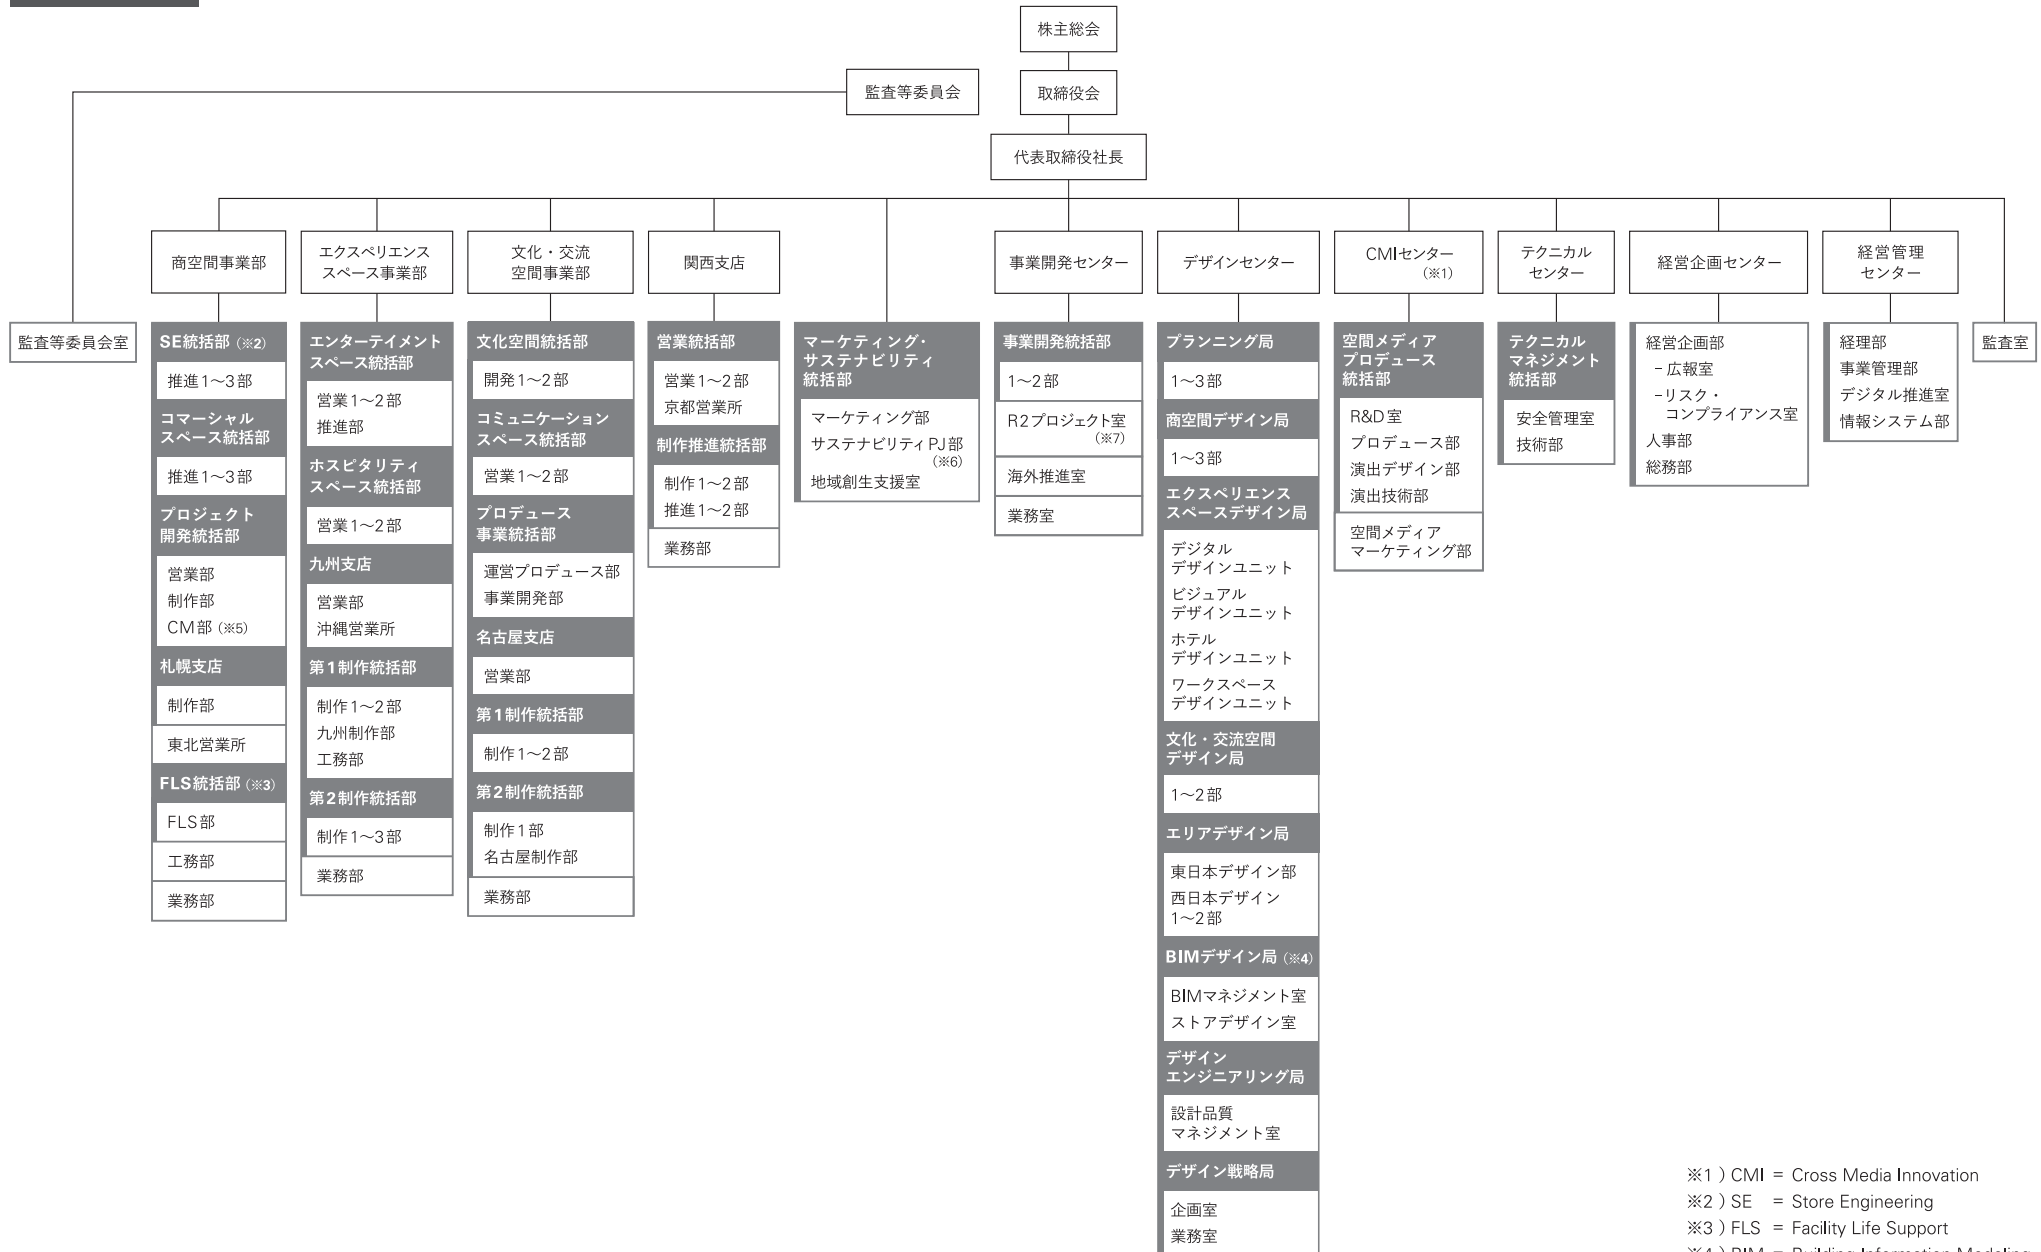 株主総会
監査等委員会
取締役会
代表取締役社長
監査等委員会室
商空間事業部
SE統括部（※2）
推進1〜3部
コマーシャル
スペース統括部
推進1〜3部
プロジェクト
開発統括部
営業部
制作部
CM部（※5）
札幌支店
制作部
東北営業所
FLS統括部（※3）
FLS部
工務部
業務部
エクスペリエンス
スペース事業部
エンターテイメント
スペース統括部
営業1〜2部
推進部
ホスピタリティ
スペース統括部
営業1〜2部
九州支店
営業部
沖縄営業所
第1制作統括部
制作1〜2部
九州制作部
工務部
第2制作統括部
制作1〜3部
業務部
文化・交流
空間事業部
文化空間統括部
開発1〜2部
コミュニケーション
スペース統括部
営業1〜2部
プロデュース
事業統括部
運営プロデュース部
事業開発部
名古屋支店
営業部
第1制作統括部
制作1〜2部
第2制作統括部
制作1部
名古屋制作部
業務部
関西支店
営業統括部
営業1〜2部
京都営業所
制作推進統括部
制作1〜2部
推進1〜2部
業務部
マーケティング・
サステナビリティ
統括部
マーケティング部
サステナビリティPJ部
（※6）
地域創生支援室
事業開発センター
事業開発統括部
1〜2部
R2プロジェクト室
（※7）
海外推進室
業務室
デザインセンター
プランニング局
1〜3部
商空間デザイン局
1〜3部
エクスペリエンス
スペースデザイン局
デジタル
デザインユニット
ビジュアル
デザインユニット
ホテル
デザインユニット
ワークスペース
デザインユニット
文化・交流空間
デザイン局
1〜2部
エリアデザイン局
東日本デザイン部
西日本デザイン
1〜2部
BIMデザイン局（※4）
BIMマネジメント室
ストアデザイン室
デザイン
エンジニアリング局
設計品質
マネジメント室
デザイン戦略局
企画室
業務室
CMIセンター
（※1）
空間メディア
プロデュース
統括部
R&D室
プロデュース部
演出デザイン部
演出技術部
空間メディア
マーケティング部
テクニカル
センター
テクニカル
マネジメント
統括部
安全管理室
技術部
経営企画センター
経営企画部
－広報室
－リスク・
コンプライアンス室
人事部
総務部
経営管理
センター
経理部
事業管理部
デジタル推進室
情報システム部
監査室
※1）CMI = Cross Media Innovation
※2）SE = Store Engineering
※3）FLS = Facility Life Support
※4）BIM = Building Information Modeling